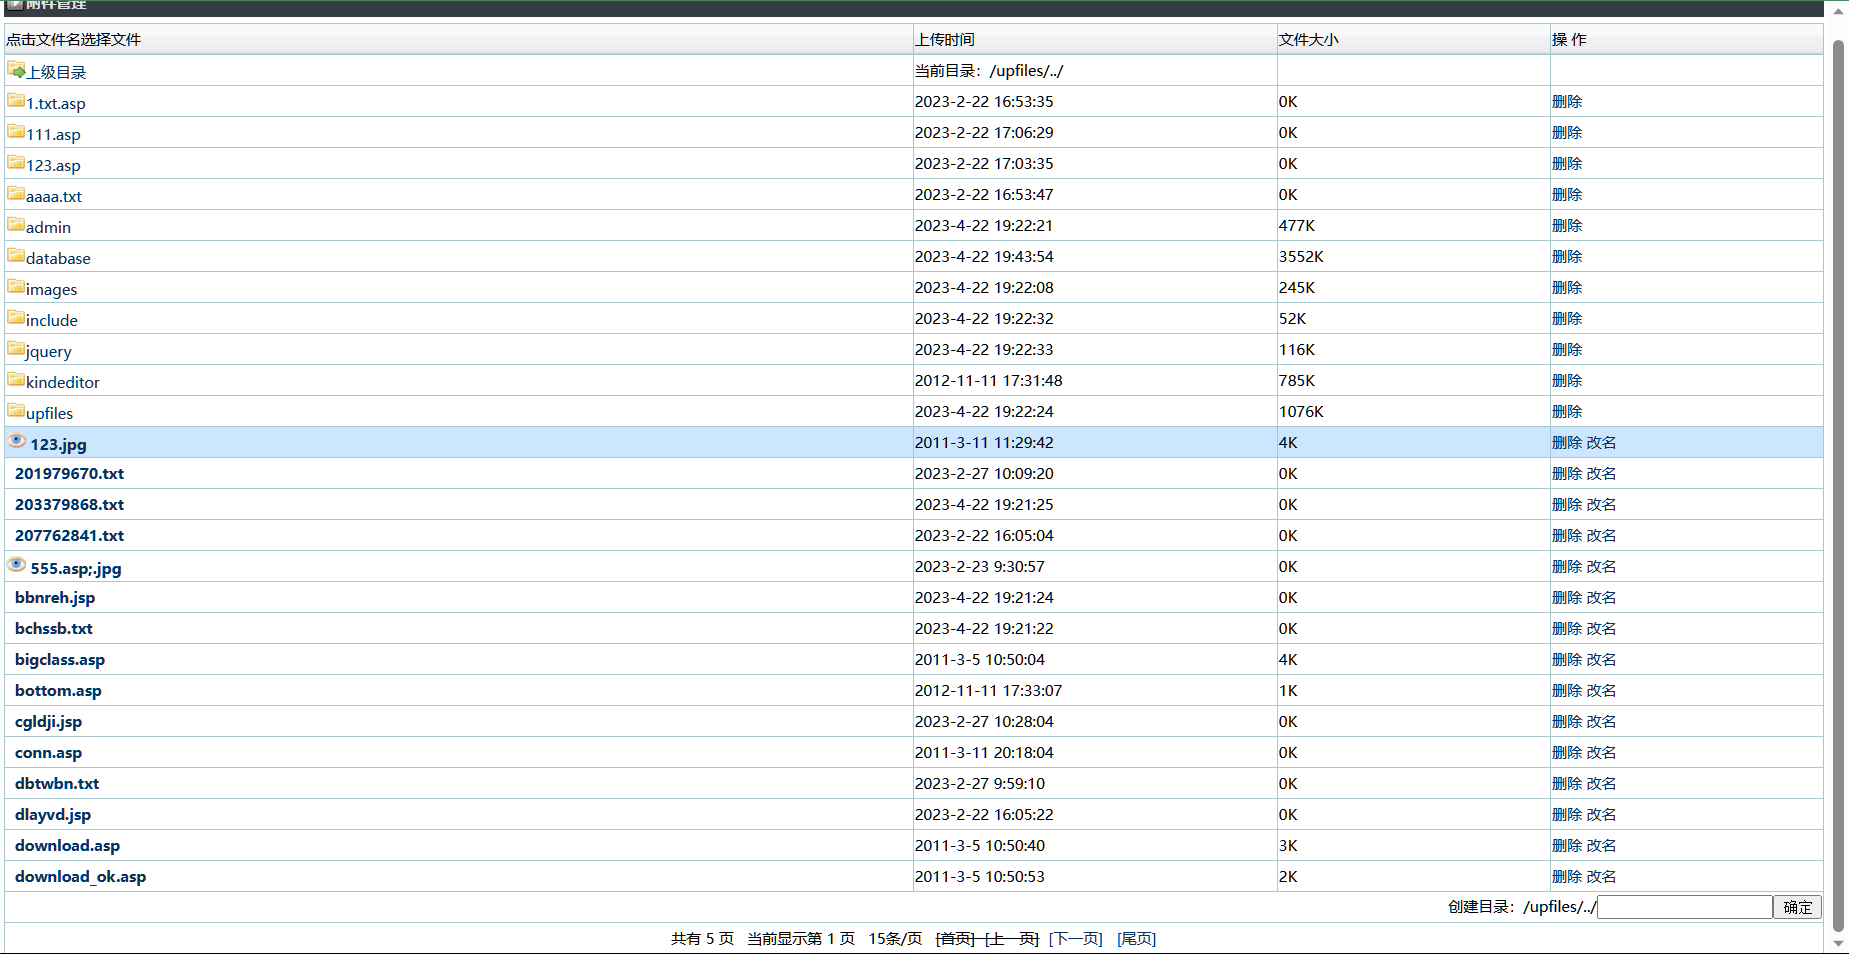 附件管理
点击文件名选择文件 上传时间 文件大小 操 作
上级目录 当前目录：/upfiles/../
1.txt.asp 2023-2-22 16:53:35 0K 删除
111.asp 2023-2-22 17:06:29 0K 删除
123.asp 2023-2-22 17:03:35 0K 删除
aaaa.txt 2023-2-22 16:53:47 0K 删除
admin 2023-4-22 19:22:21 477K 删除
database 2023-4-22 19:43:54 3552K 删除
images 2023-4-22 19:22:08 245K 删除
include 2023-4-22 19:22:32 52K 删除
jquery 2023-4-22 19:22:33 116K 删除
kindeditor 2012-11-11 17:31:48 785K 删除
upfiles 2023-4-22 19:22:24 1076K 删除
123.jpg 2011-3-11 11:29:42 4K 删除 改名
201979670.txt 2023-2-27 10:09:20 0K 删除 改名
203379868.txt 2023-4-22 19:21:25 0K 删除 改名
207762841.txt 2023-2-22 16:05:04 0K 删除 改名
555.asp;.jpg 2023-2-23 9:30:57 0K 删除 改名
bbnreh.jsp 2023-4-22 19:21:24 0K 删除 改名
bchssb.txt 2023-4-22 19:21:22 0K 删除 改名
bigclass.asp 2011-3-5 10:50:04 4K 删除 改名
bottom.asp 2012-11-11 17:33:07 1K 删除 改名
cgldji.jsp 2023-2-27 10:28:04 0K 删除 改名
conn.asp 2011-3-11 20:18:04 0K 删除 改名
dbtwbn.txt 2023-2-27 9:59:10 0K 删除 改名
dlayvd.jsp 2023-2-22 16:05:22 0K 删除 改名
download.asp 2011-3-5 10:50:40 3K 删除 改名
download_ok.asp 2011-3-5 10:50:53 2K 删除 改名
创建目录：/upfiles/../ 确定
共有 5 页 当前显示第 1 页 15条/页 [首页] [上一页] [下一页] [尾页]